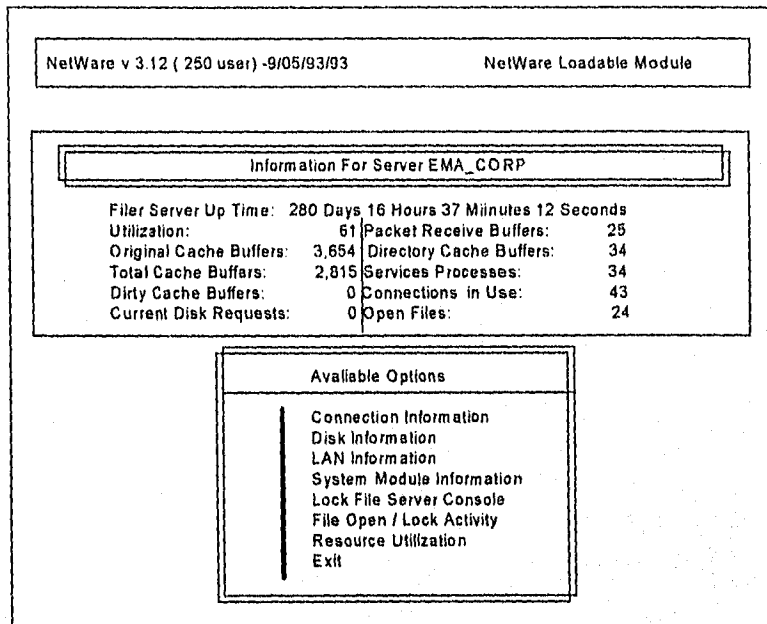 NetWare v 3.12 ( 250 user) -9/05/93/93 NetWare Loadable Module
Information For Server EMA_CORP
Filer Server Up Time: 280 Days 16 Hours 37 Miinutes 12 Seconds
Utilization: 61 Packet Receive Buffers: 25
Original Cache Buffers: 3,654 Directory Cache Buffers: 34
Total Cache Buffers: 2,815 Services Processes: 34
Dirty Cache Buffers: 0 Connections in Use: 43
Current Disk Requests: 0 Open Files: 24
Avaliable Options
Connection Information
Disk Information
LAN Information
System Module Information
Lock File Server Console
File Open / Lock Activity
Resource Utilization
Exit